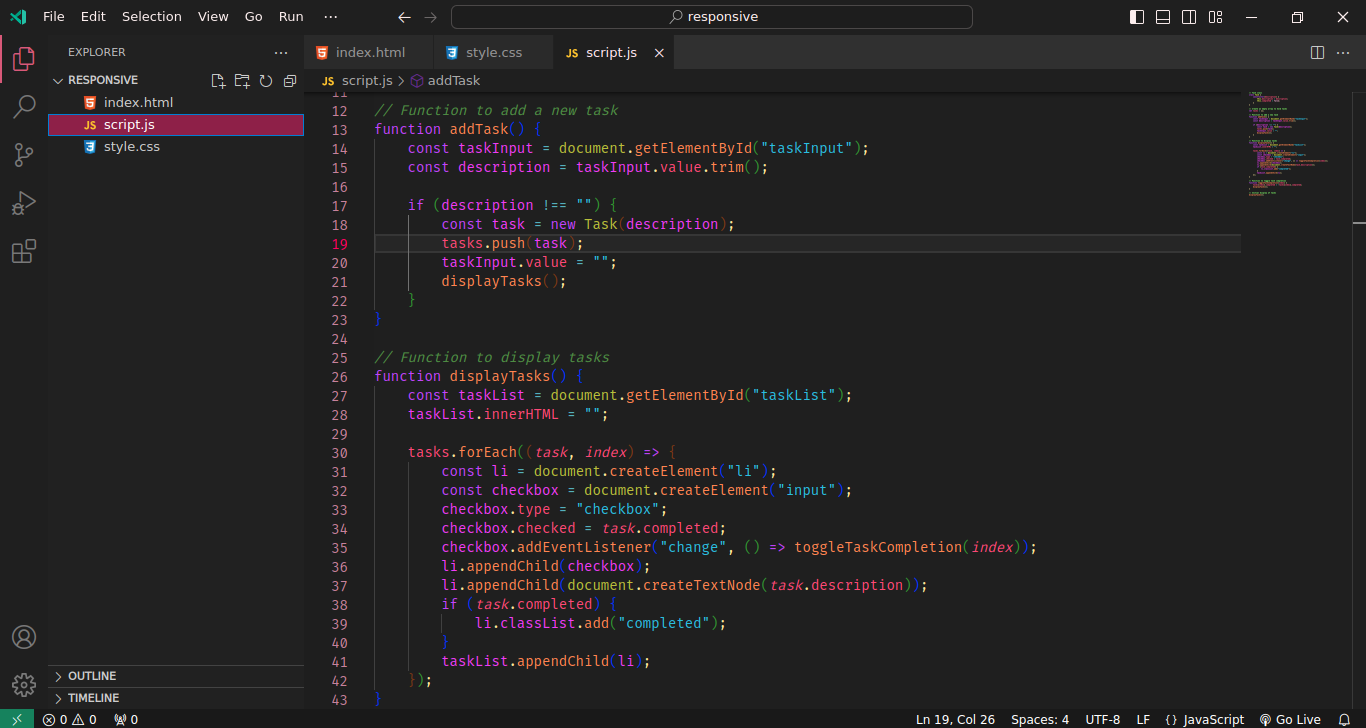 File Edit Selection View Go Run ··· responsive
EXPLORER ···
RESPONSIVE
index.html
JS script.js
style.css
OUTLINE
TIMELINE
index.html style.css JS script.js
JS script.js > addTask
11
12 // Function to add a new task
13 function addTask() {
14     const taskInput = document.getElementById("taskInput");
15     const description = taskInput.value.trim();
16
17     if (description !== "") {
18         const task = new Task(description);
19         tasks.push(task);
20         taskInput.value = "";
21         displayTasks();
22     }
23 }
24
25 // Function to display tasks
26 function displayTasks() {
27     const taskList = document.getElementById("taskList");
28     taskList.innerHTML = "";
29
30     tasks.forEach((task, index) => {
31         const li = document.createElement("li");
32         const checkbox = document.createElement("input");
33         checkbox.type = "checkbox";
34         checkbox.checked = task.completed;
35         checkbox.addEventListener("change", () => toggleTaskCompletion(index));
36         li.appendChild(checkbox);
37         li.appendChild(document.createTextNode(task.description));
38         if (task.completed) {
39             li.classList.add("completed");
40         }
41         taskList.appendChild(li);
42     });
43 }
0 0 0 Ln 19, Col 26 Spaces: 4 UTF-8 LF {} JavaScript Go Live